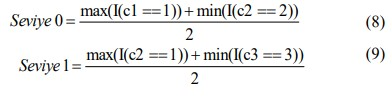 Seviye 0 = max(I(c1 == 1)) + min(I(c2 == 2)) / 2 (8)
Seviye 1 = max(I(c2 == 1)) + min(I(c3 == 3)) / 2 (9)